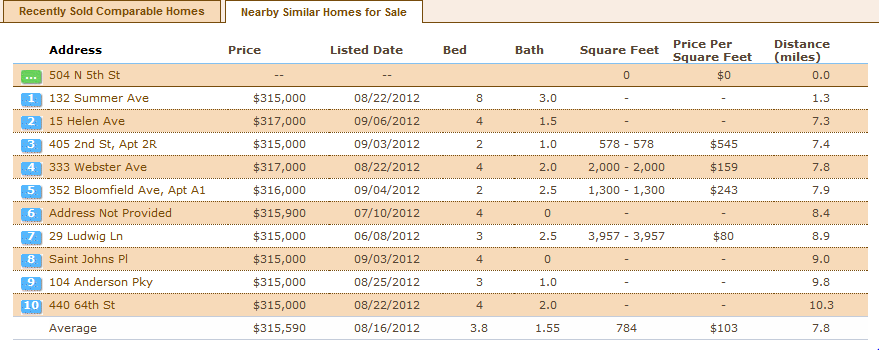 Recently Sold Comparable Homes Nearby Similar Homes for Sale
Address Price Listed Date Bed Bath Square Feet Price Per Square Feet Distance (miles)
... 504 N 5th St -- -- 0 $0 0.0
1 132 Summer Ave $315,000 08/22/2012 8 3.0 - - 1.3
2 15 Helen Ave $317,000 09/06/2012 4 1.5 - - 7.3
3 405 2nd St, Apt 2R $315,000 09/03/2012 2 1.0 578 - 578 $545 7.4
4 333 Webster Ave $317,000 08/22/2012 4 2.0 2,000 - 2,000 $159 7.8
5 352 Bloomfield Ave, Apt A1 $316,000 09/04/2012 2 2.5 1,300 - 1,300 $243 7.9
6 Address Not Provided $315,900 07/10/2012 4 0 - - 8.4
7 29 Ludwig Ln $315,000 06/08/2012 3 2.5 3,957 - 3,957 $80 8.9
8 Saint Johns Pl $315,000 09/03/2012 4 0 - - 9.0
9 104 Anderson Pky $315,000 08/25/2012 3 1.0 - - 9.8
10 440 64th St $315,000 08/22/2012 4 2.0 - - 10.3
Average $315,590 08/16/2012 3.8 1.55 784 $103 7.8